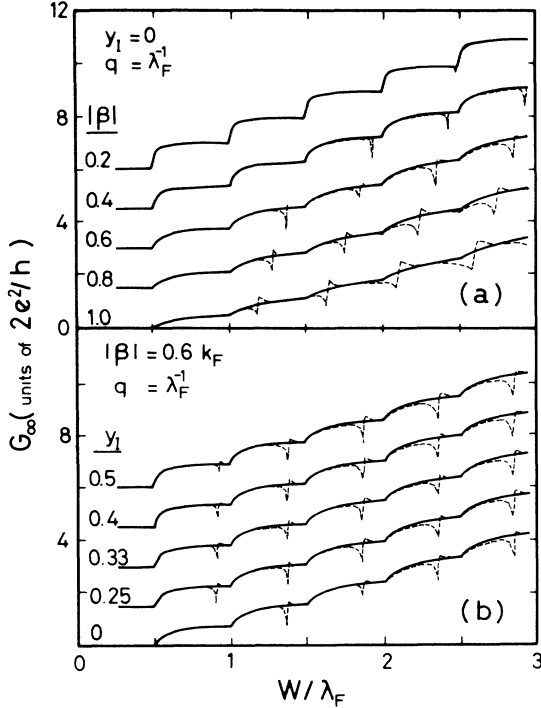 12
y_I = 0
q = λ_F^{-1}
|β|
8
0.2
0.4
4
0.6
0.8
1.0
(a)
0
G_∞ (units of 2e²/h)
|β| = 0.6 k_F
q = λ_F^{-1}
y_I
8
0.5
0.4
4
0.33
0.25
0
(b)
0 1 2 3
W/λ_F